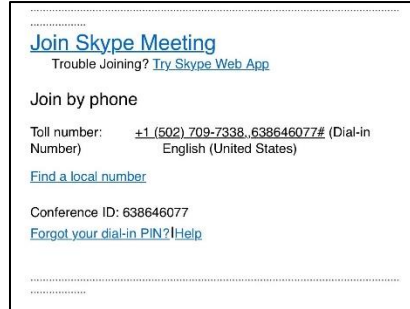 Join Skype Meeting
Trouble Joining? Try Skype Web App
Join by phone
Toll number: +1 (502) 709-7338,,638646077# (Dial-in
Number) English (United States)
Find a local number
Conference ID: 638646077
Forgot your dial-in PIN?|Help